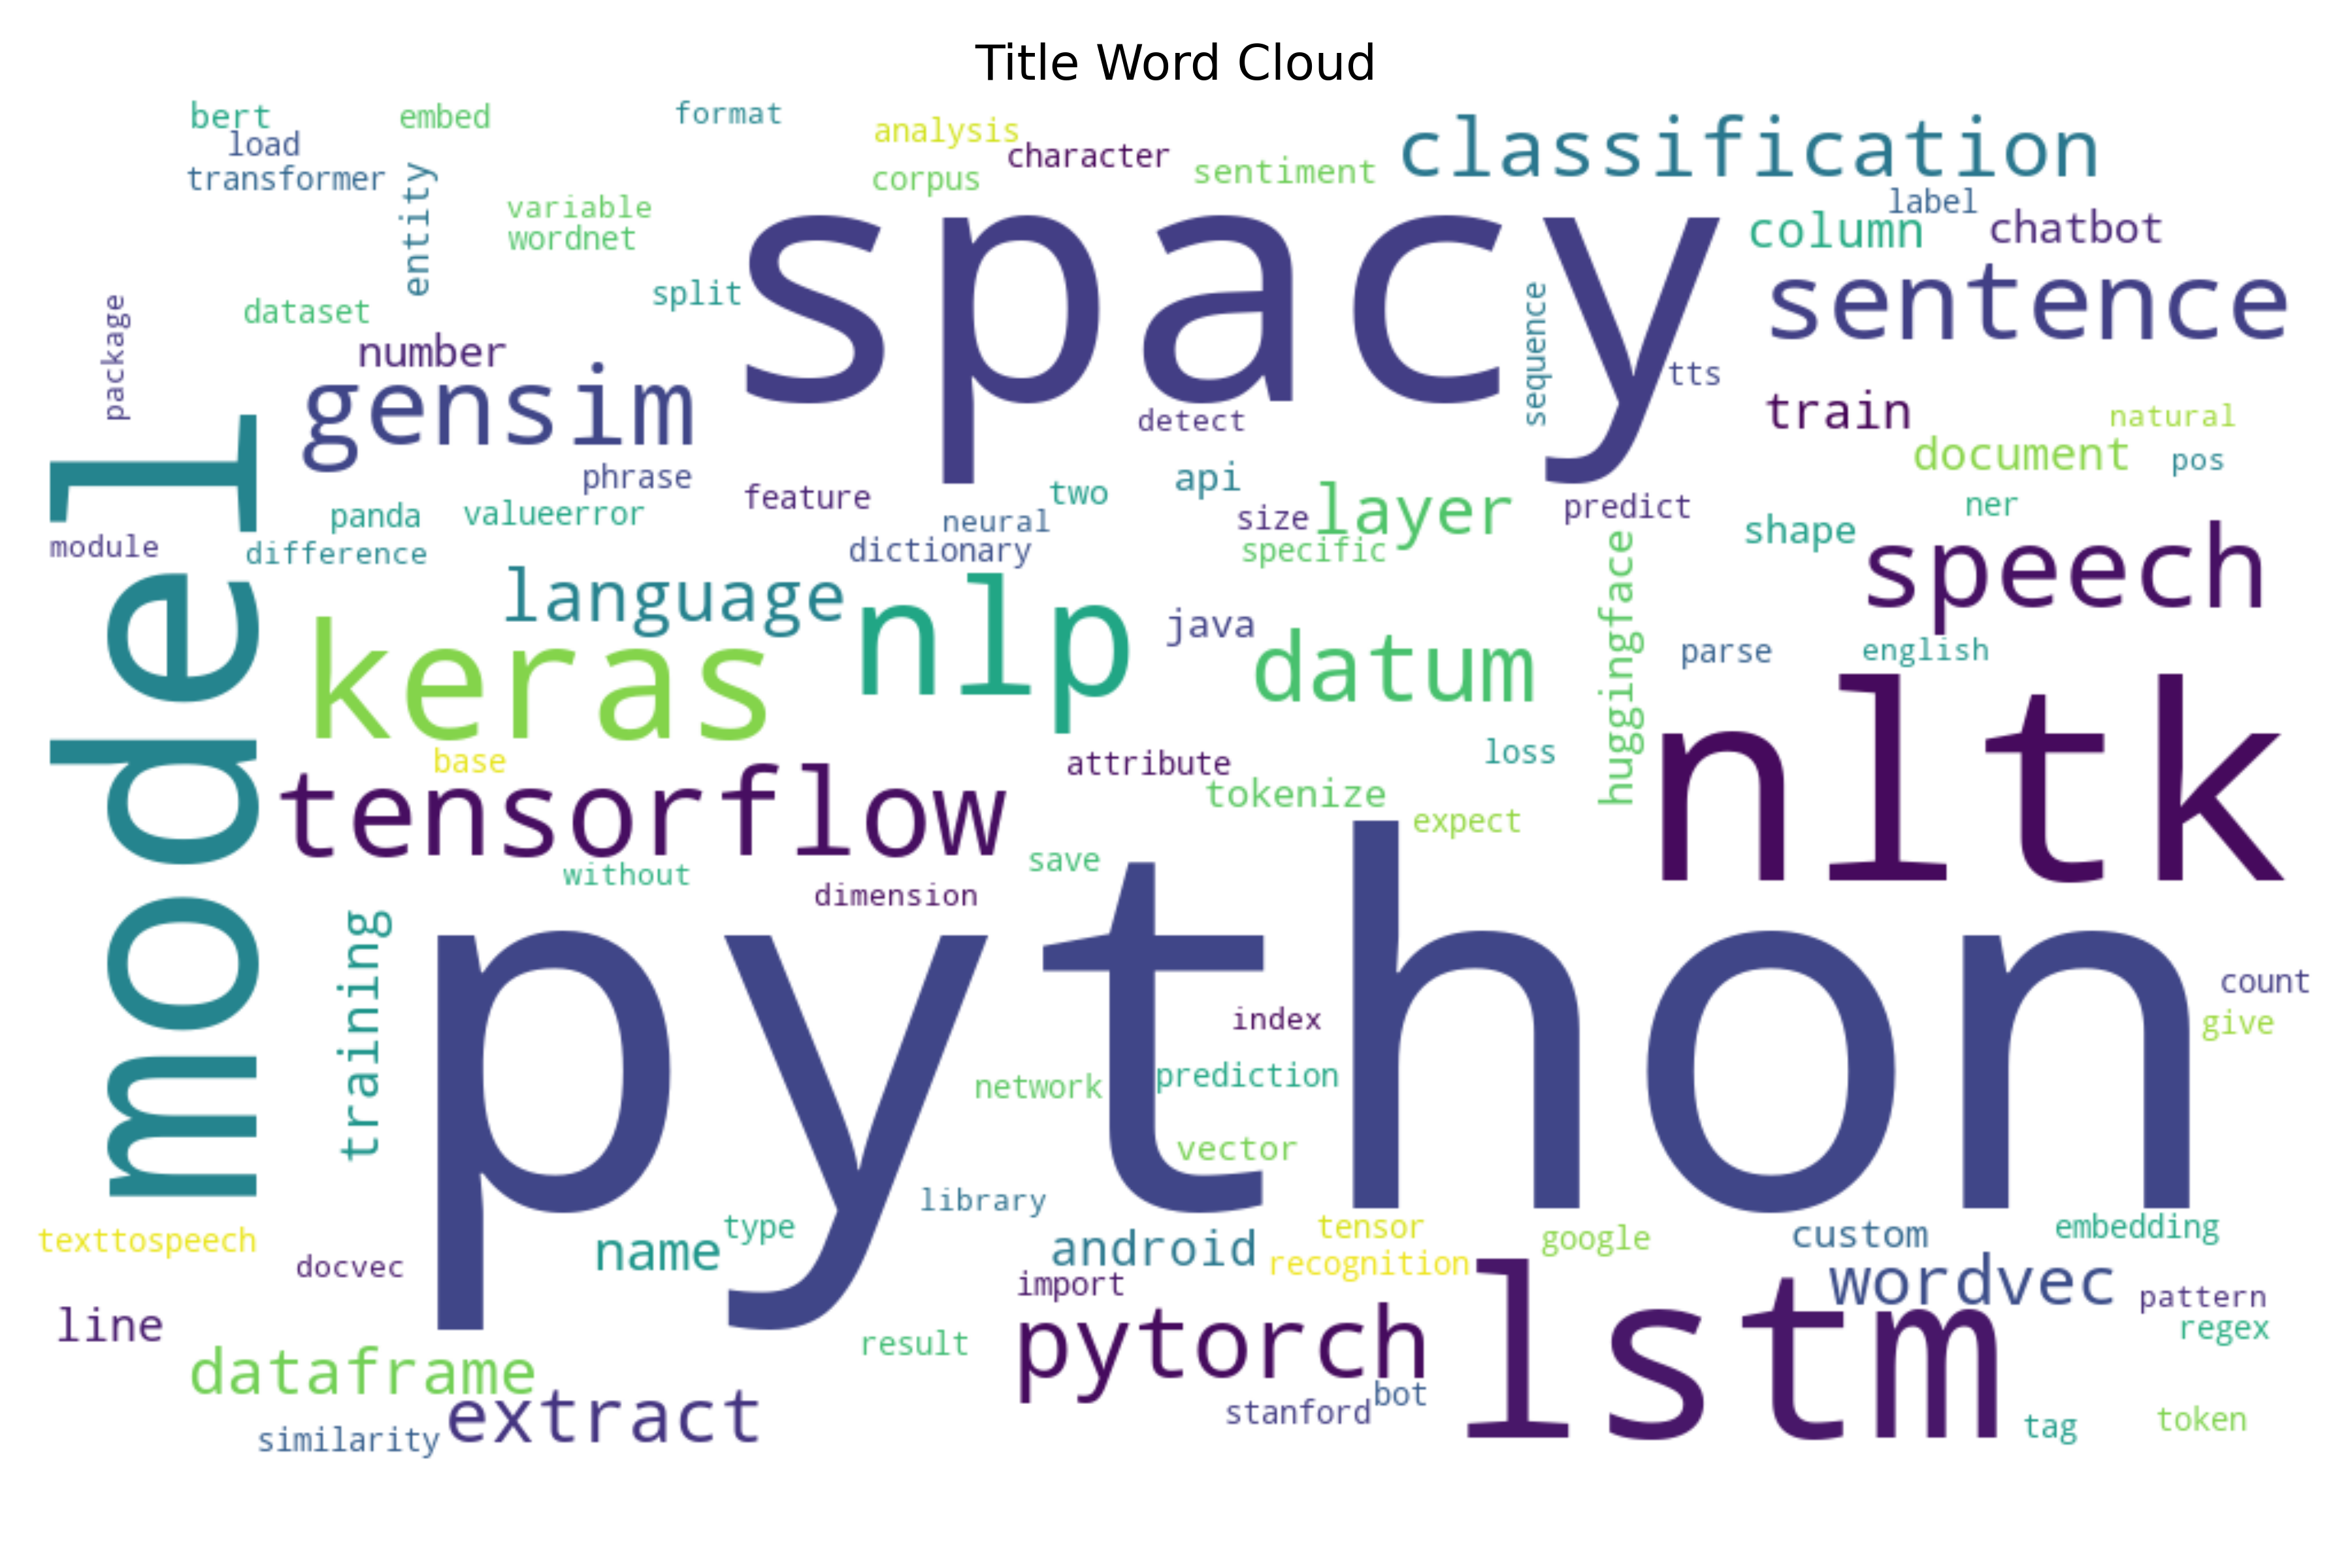 Title Word Cloud
bert
embed
format
analysis
classification
load
character
transformer
entity
corpus
sentiment
label
variable
wordnet
spacy
column
chatbot
package
dataset
split
sequence
sentence
number
gensim
tts
train
detect
natural
document
phrase
feature
two
api
pos
panda
valueerror
neural
size
layer
predict
ner
module
difference
dictionary
specific
shape
speech
model
language
nlp
java
datum
huggingface
parse
english
keras
base
attribute
loss
nltk
tensorflow
tokenize
expect
without
dimension
save
training
python
index
count
give
network
prediction
vector
library
texttospeech
docvec
name
type
android
tensor
recognition
google
custom
embedding
import
wordvec
pattern
line
regex
result
pytorch
lstm
dataframe
extract
similarity
stanford
bot
tag
token